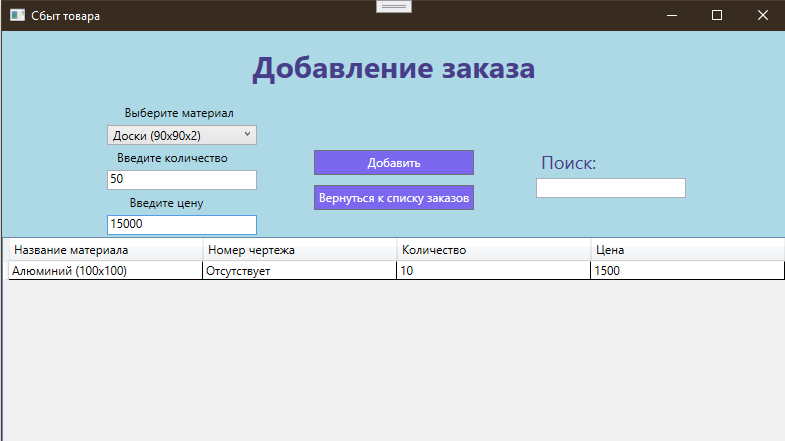 Сбыт товара
Добавление заказа
Выберите материал
Доски (90x90x2)
Введите количество
50
Введите цену
15000
Добавить
Вернуться к списку заказов
Поиск:
Название материала Номер чертежа Количество Цена
Алюминий (100x100) Отсутствует 10 1500